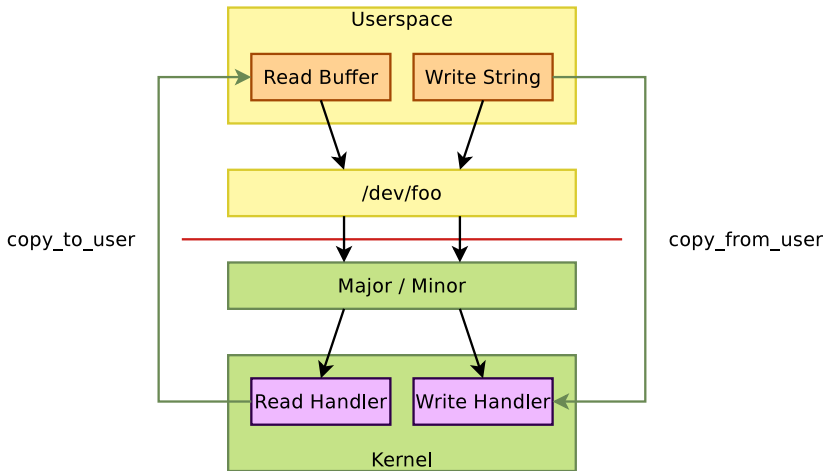 Userspace
Read Buffer
Write String
/dev/foo
copy_to_user
copy_from_user
Major / Minor
Read Handler
Write Handler
Kernel